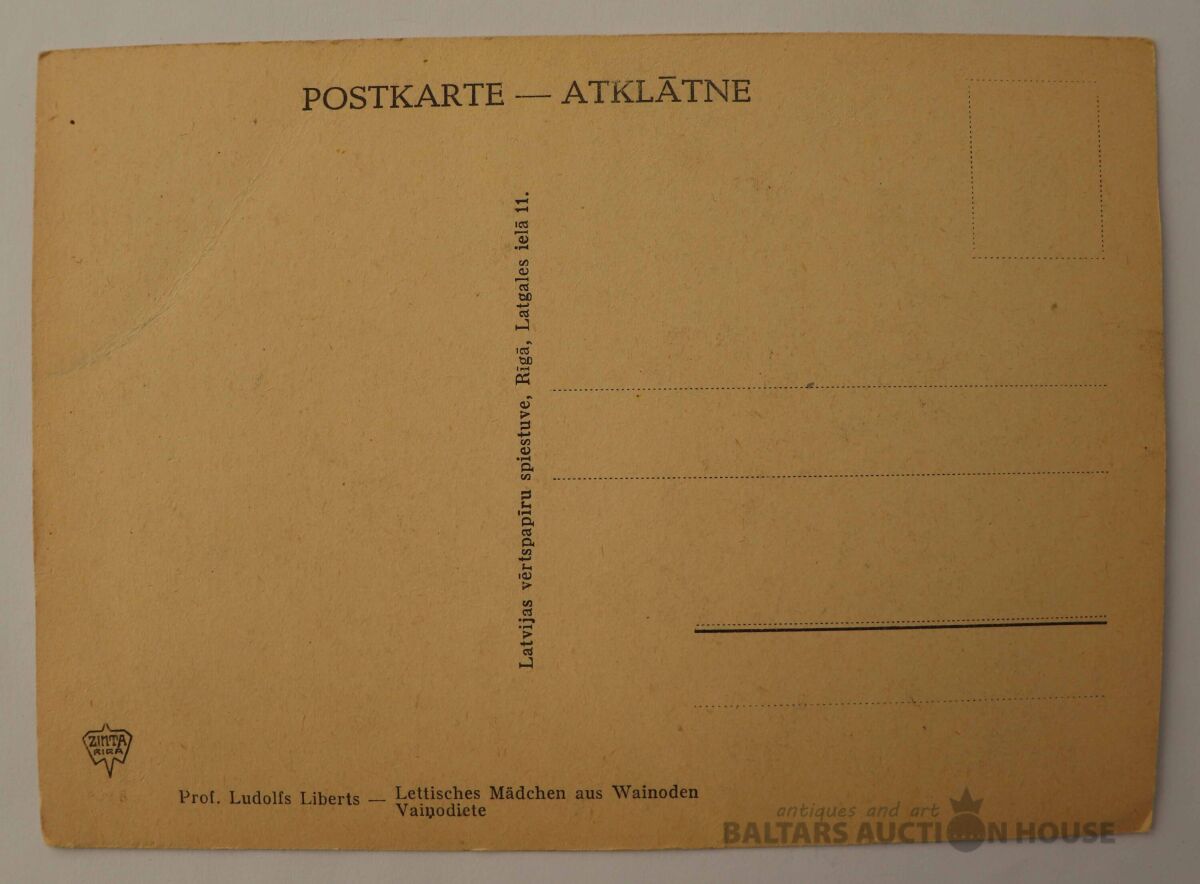 POSTKARTE — ATKLĀTNE
Latvijas vērtspapīru spiestuve, Rīgā, Latgales ielā 11.
ZINTA
RIGA
Prof. Ludolfs Liberts — Lettisches Mädchen aus Wainoden
Vaiņodiete
antiques and art
BALTARS AUCTION HOUSE